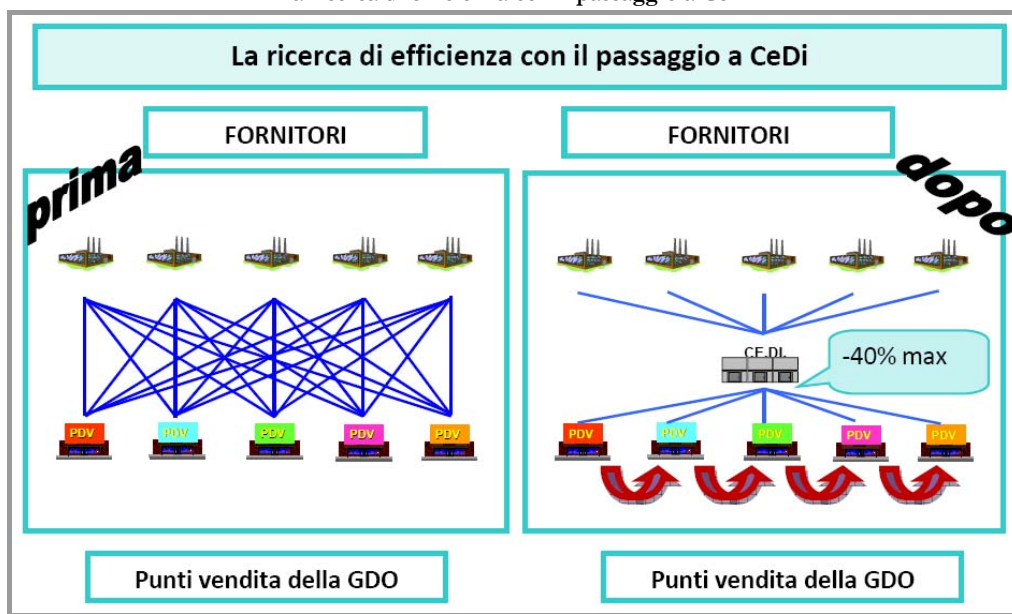 La ricerca di efficienza con il passaggio a CeDi
FORNITORI
FORNITORI
prima
dopo
CE.DI.
-40% max
PDV
PDV
PDV
PDV
PDV
PDV
PDV
PDV
PDV
PDV
Punti vendita della GDO
Punti vendita della GDO